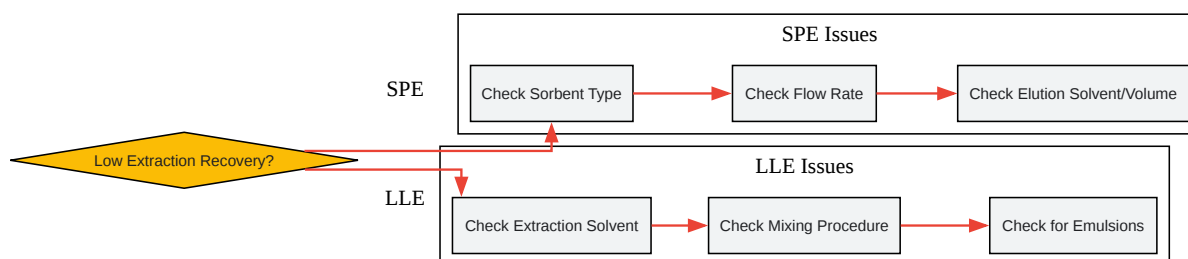 SPE Issues
SPE
Check Sorbent Type
Check Flow Rate
Check Elution Solvent/Volume
Low Extraction Recovery?
LLE Issues
LLE
Check Extraction Solvent
Check Mixing Procedure
Check for Emulsions